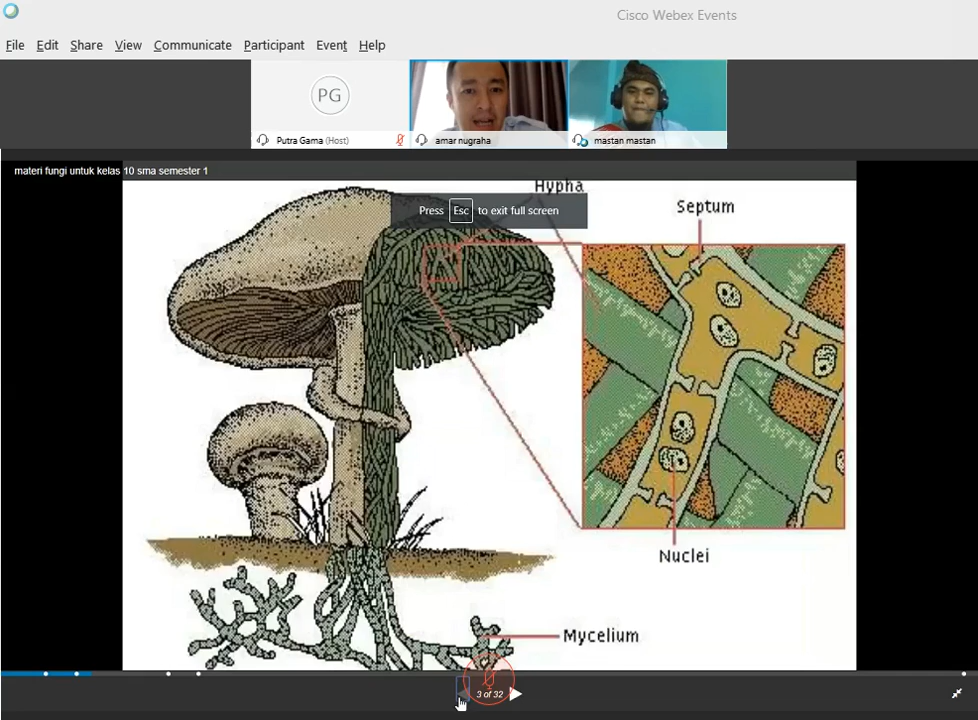 Cisco Webex Events
File Edit Share View Communicate Participant Event Help
PG
Putra Gama (Host)
amar nugraha
mastan mastan
materi fungi untuk kelas 10 sma semester 1
Hypha
Press Esc to exit full screen
Septum
Nuclei
Mycelium
3 of 32